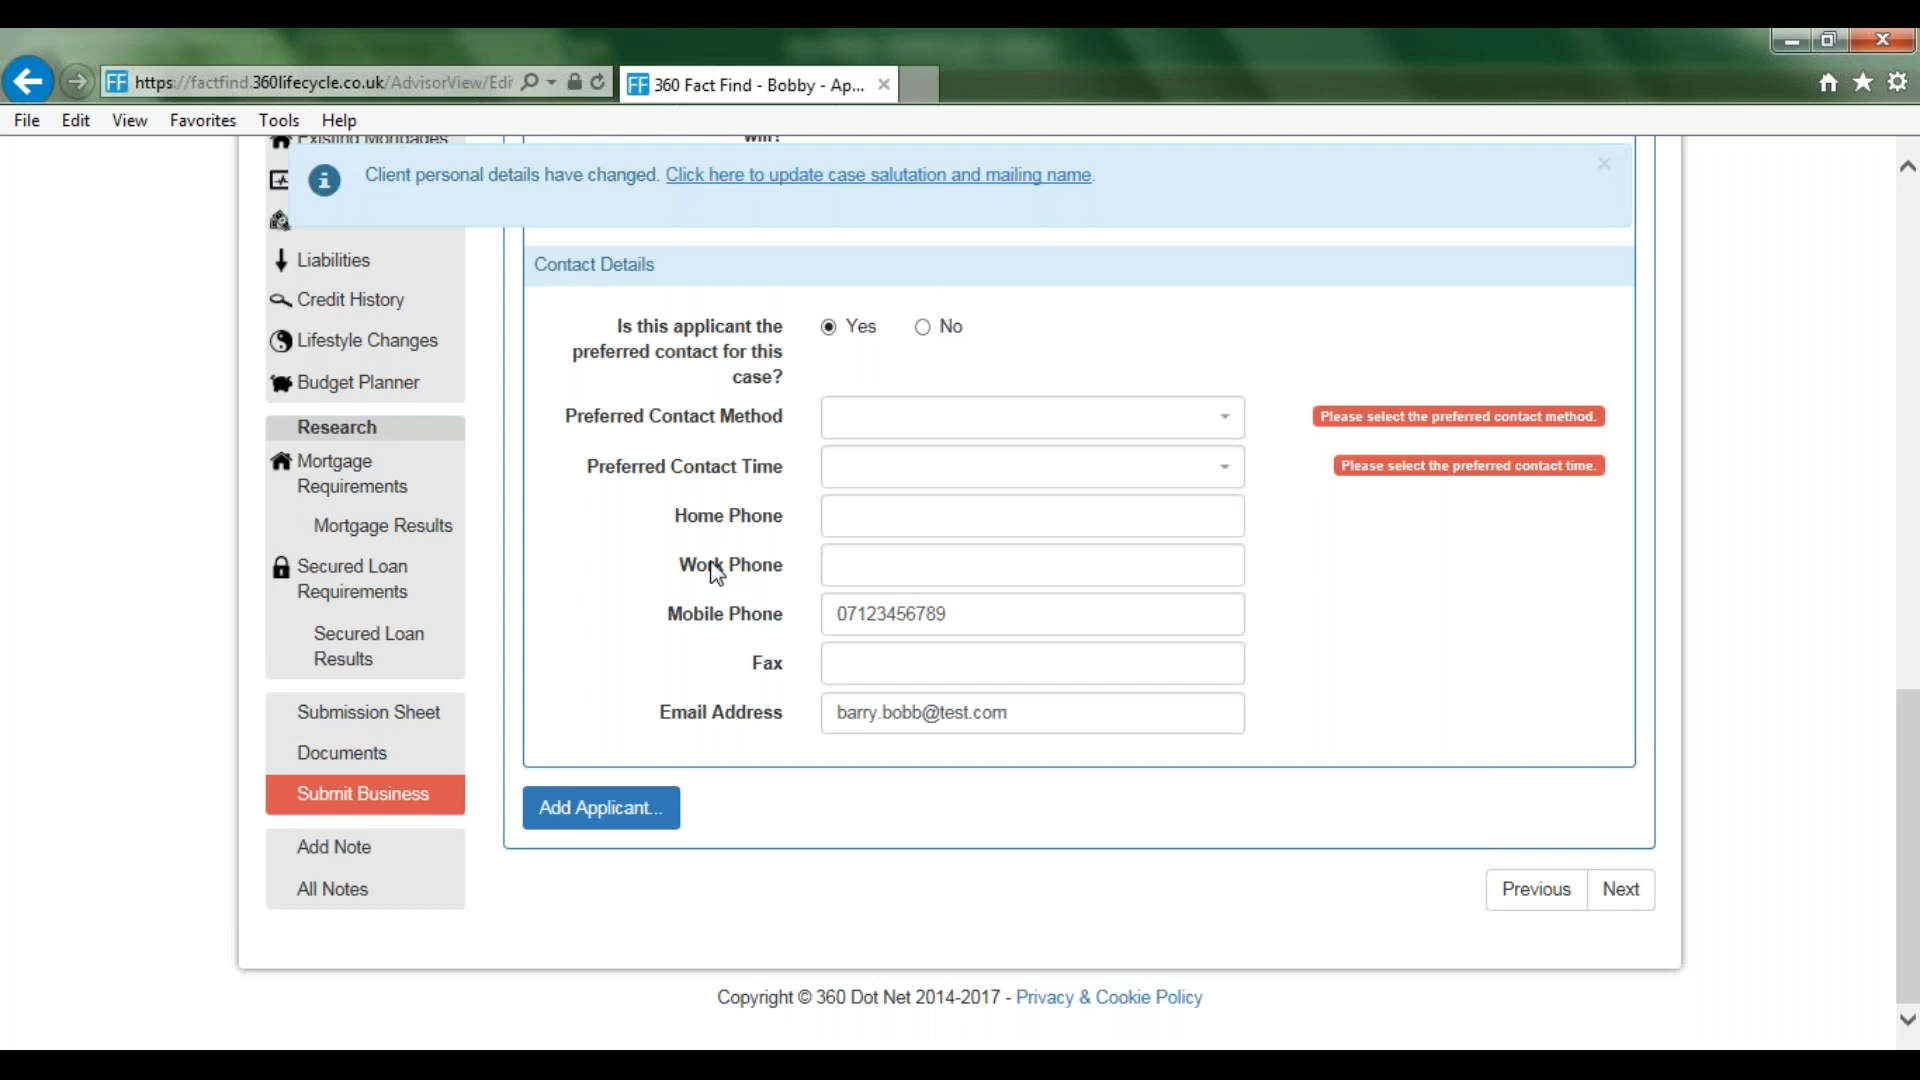 https://factfind.360lifecycle.co.uk/AdvisorView/Edi
FF 360 Fact Find - Bobby - Ap...
File Edit View Favorites Tools Help
Existing Mortgages
Will?
Client personal details have changed. Click here to update case salutation and mailing name.
Liabilities
Credit History
Lifestyle Changes
Budget Planner
Research
Mortgage
Requirements
Mortgage Results
Secured Loan
Requirements
Secured Loan
Results
Submission Sheet
Documents
Submit Business
Add Note
All Notes
Contact Details
Is this applicant the
preferred contact for this
case?
Yes No
Preferred Contact Method
Please select the preferred contact method.
Preferred Contact Time
Please select the preferred contact time.
Home Phone
Work Phone
Mobile Phone 07123456789
Fax
Email Address barry.bobb@test.com
Add Applicant...
Previous Next
Copyright © 360 Dot Net 2014-2017 - Privacy & Cookie Policy